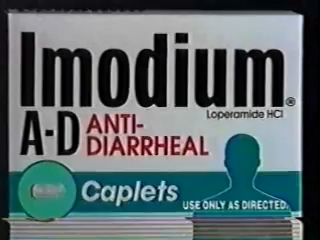 Imodium®
Loperamide HCl
A-D ANTI-
DIARRHEAL
Caplets
USE ONLY AS DIRECTED.